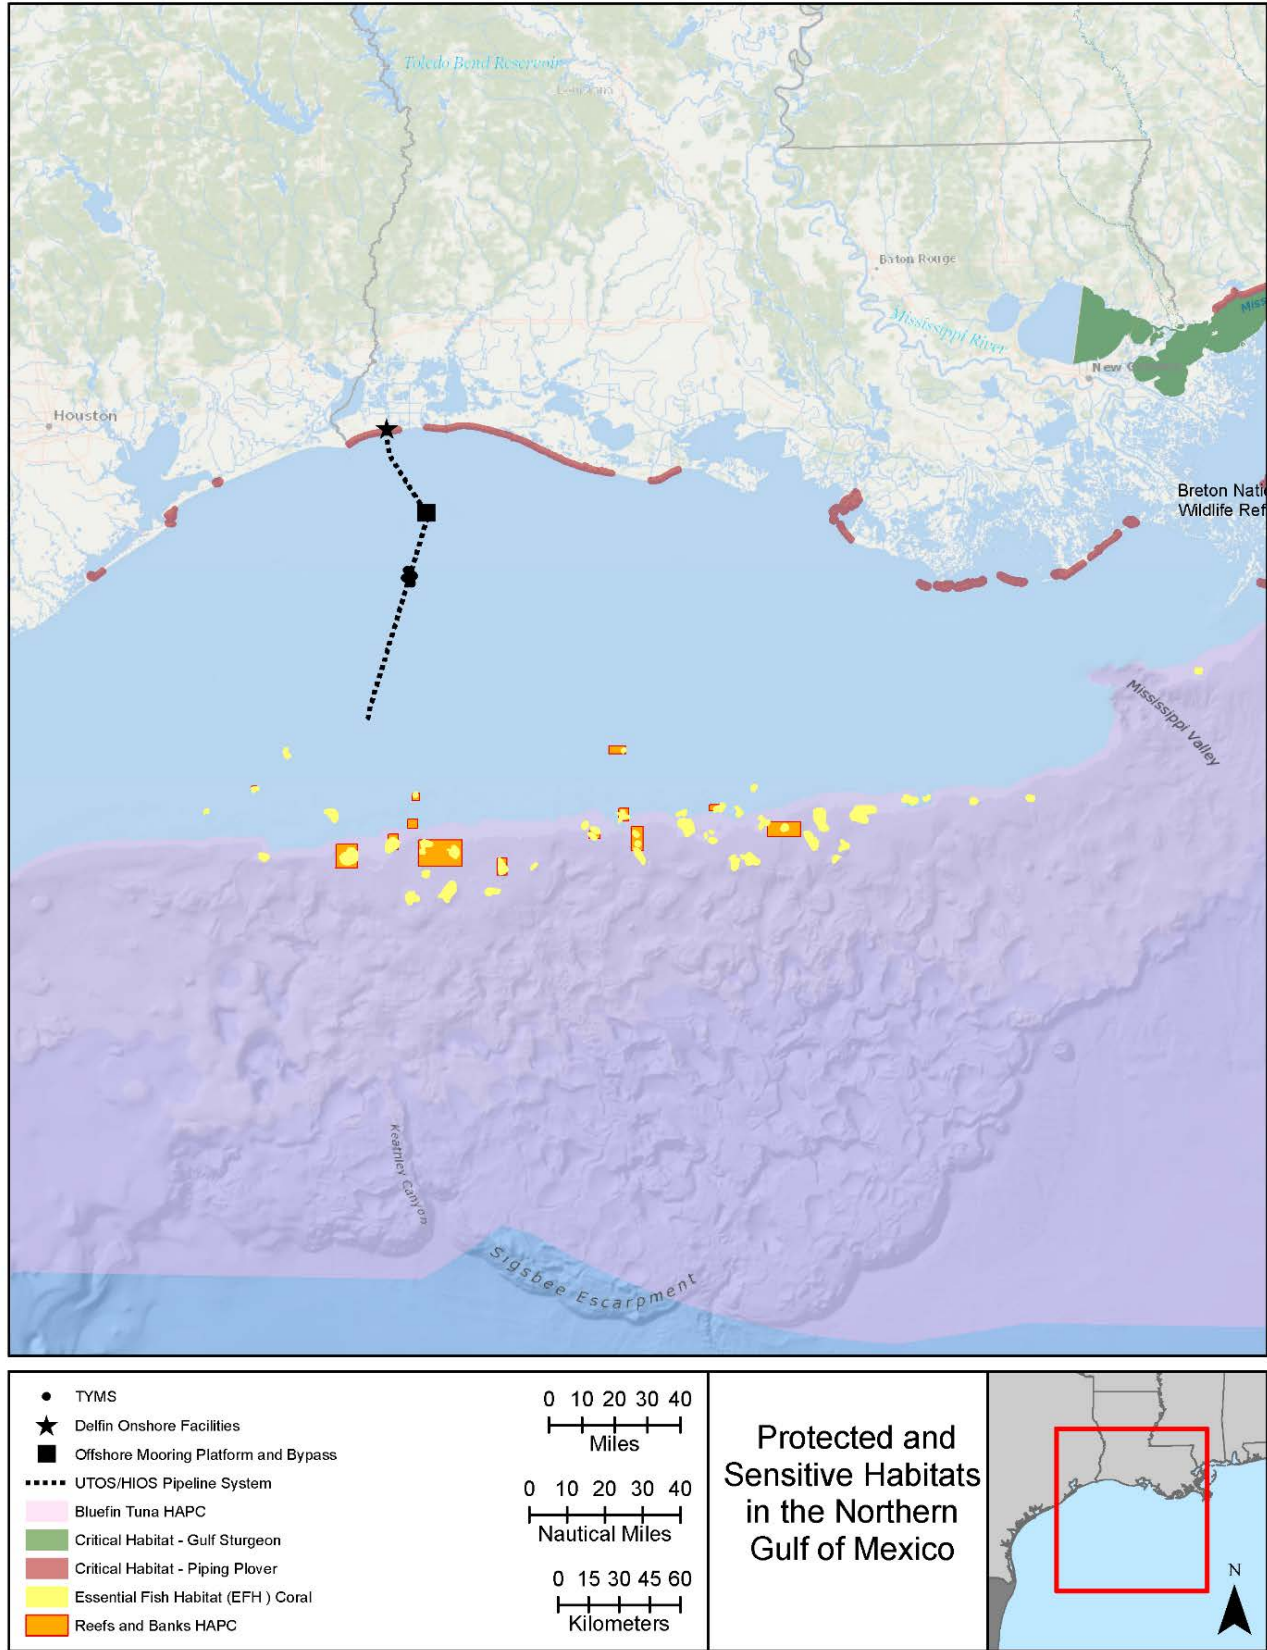 Toledo Bend Reservoir
Louisiana
Baton Rouge
Mississippi River
Miss
New O
Houston
Breton Natio
Wildlife Ref
Mississippi Valley
Keathley Canyon
Sigsbee Escarpment
TYMS
Delfin Onshore Facilities
Offshore Mooring Platform and Bypass
UTOS/HIOS Pipeline System
Bluefin Tuna HAPC
Critical Habitat - Gulf Sturgeon
Critical Habitat - Piping Plover
Essential Fish Habitat (EFH ) Coral
Reefs and Banks HAPC
0 10 20 30 40
Miles
0 10 20 30 40
Nautical Miles
0 15 30 45 60
Kilometers
Protected and
Sensitive Habitats
in the Northern
Gulf of Mexico
N